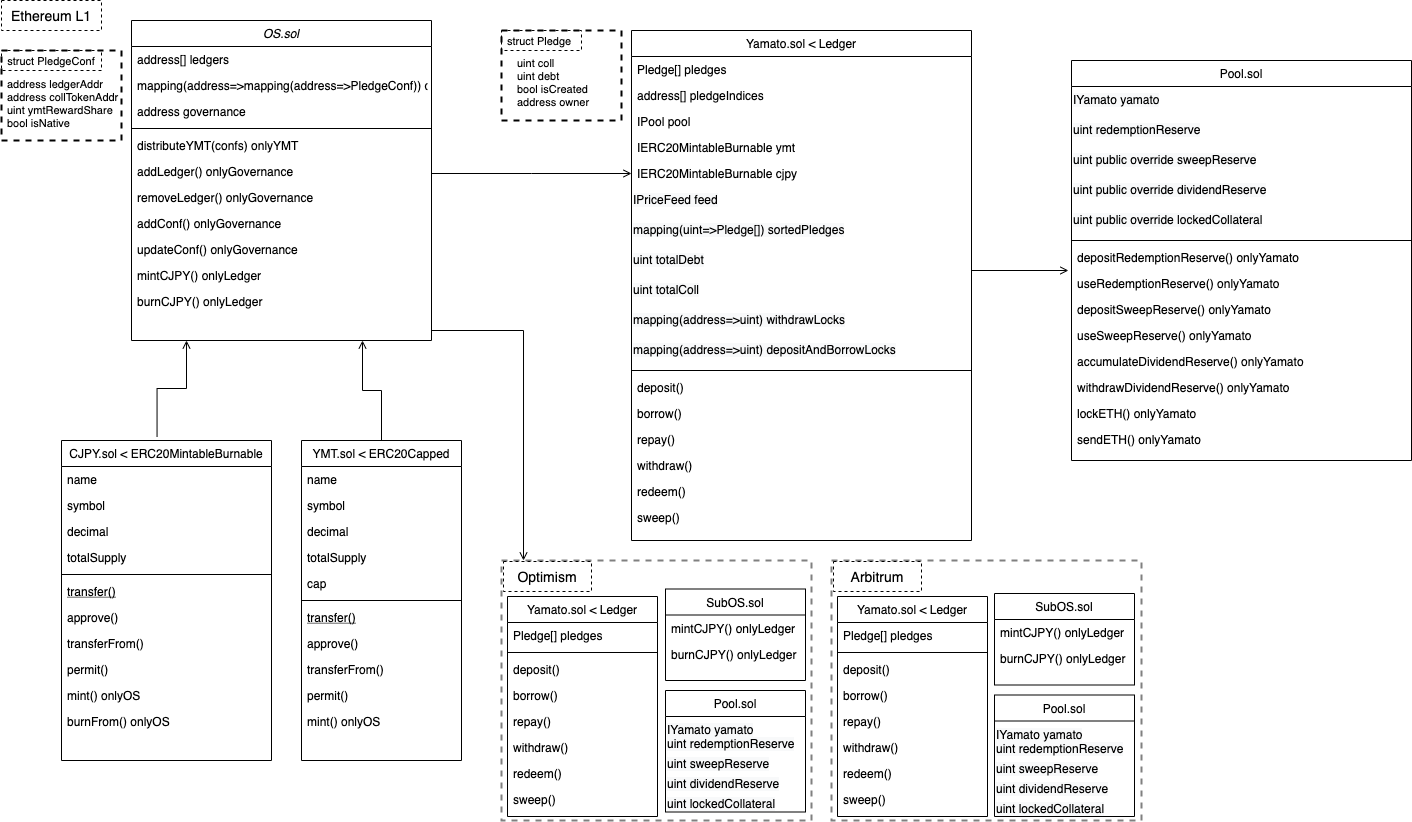 Ethereum L1
struct PledgeConf
address ledgerAddr
address collTokenAddr
uint ymtRewardShare
bool isNative
OS.sol
address[] ledgers
mapping(address=>mapping(address=>PledgeConf)) c
address governance
distributeYMT(confs) onlyYMT
addLedger() onlyGovernance
removeLedger() onlyGovernance
addConf() onlyGovernance
updateConf() onlyGovernance
mintCJPY() onlyLedger
burnCJPY() onlyLedger
struct Pledge
uint coll
uint debt
bool isCreated
address owner
Yamato.sol < Ledger
Pledge[] pledges
address[] pledgeIndices
IPool pool
IERC20MintableBurnable ymt
IERC20MintableBurnable cjpy
IPriceFeed feed
mapping(uint=>Pledge[]) sortedPledges
uint totalDebt
uint totalColl
mapping(address=>uint) withdrawLocks
mapping(address=>uint) depositAndBorrowLocks
deposit()
borrow()
repay()
withdraw()
redeem()
sweep()
Pool.sol
IYamato yamato
uint redemptionReserve
uint public override sweepReserve
uint public override dividendReserve
uint public override lockedCollateral
depositRedemptionReserve() onlyYamato
useRedemptionReserve() onlyYamato
depositSweepReserve() onlyYamato
useSweepReserve() onlyYamato
accumulateDividendReserve() onlyYamato
withdrawDividendReserve() onlyYamato
lockETH() onlyYamato
sendETH() onlyYamato
CJPY.sol < ERC20MintableBurnable
name
symbol
decimal
totalSupply
transfer()
approve()
transferFrom()
permit()
mint() onlyOS
burnFrom() onlyOS
YMT.sol < ERC20Capped
name
symbol
decimal
totalSupply
cap
transfer()
approve()
transferFrom()
permit()
mint() onlyOS
Optimism
Yamato.sol < Ledger
Pledge[] pledges
deposit()
borrow()
repay()
withdraw()
redeem()
sweep()
SubOS.sol
mintCJPY() onlyLedger
burnCJPY() onlyLedger
Pool.sol
IYamato yamato
uint redemptionReserve
uint sweepReserve
uint dividendReserve
uint lockedCollateral
Arbitrum
Yamato.sol < Ledger
Pledge[] pledges
deposit()
borrow()
repay()
withdraw()
redeem()
sweep()
SubOS.sol
mintCJPY() onlyLedger
burnCJPY() onlyLedger
Pool.sol
IYamato yamato
uint redemptionReserve
uint sweepReserve
uint dividendReserve
uint lockedCollateral